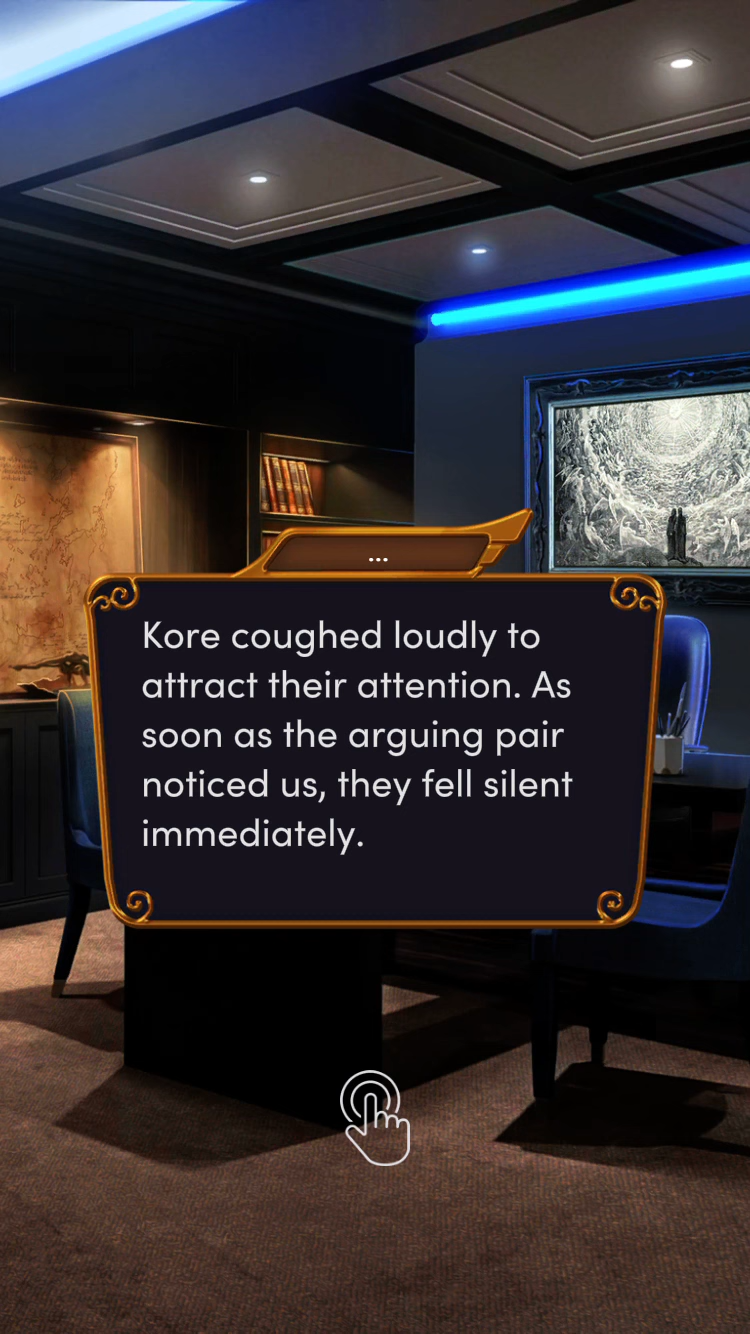 ...
Kore coughed loudly to
attract their attention. As
soon as the arguing pair
noticed us, they fell silent
immediately.